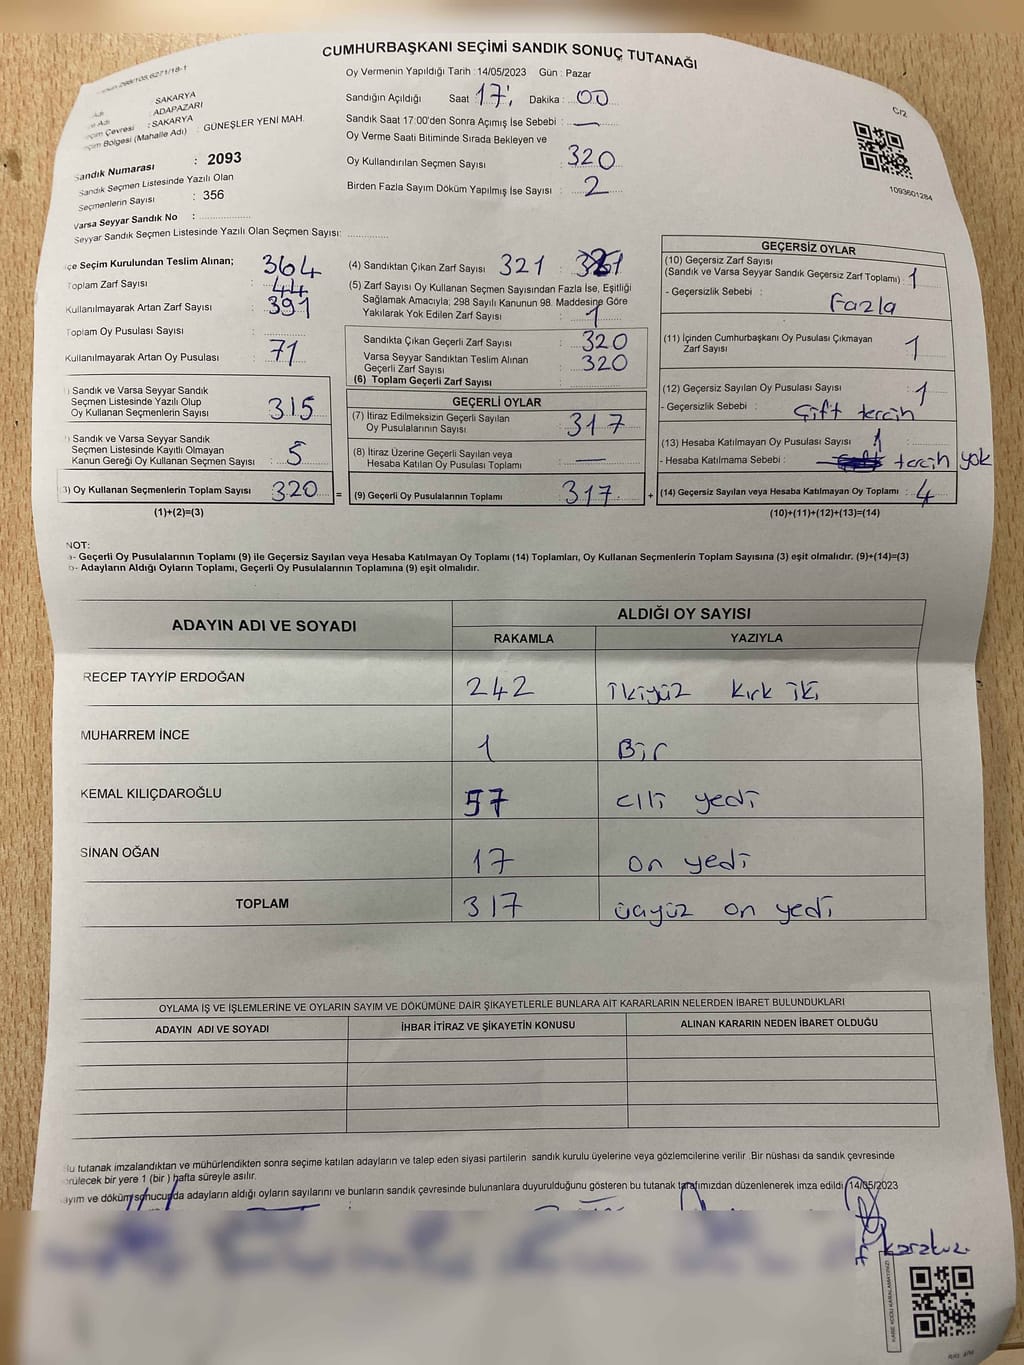 CUMHURBAŞKANI SEÇİMİ SANDIK SONUÇ TUTANAĞI
Oy Vermenin Yapıldığı Tarih : 14/05/2023 Gün : Pazar
SAKARYA
ADAPAZARI
SAKARYA
Bölgesi (Mahalle Adı) : GÜNEŞLER YENİ MAH.
Sandık Numarası : 2093
Sandık Seçmen Listesinde Yazılı Olan
Seçmenlerin Sayısı : 356
Varsa Seyyar Sandık No :
Seyyar Sandık Seçmen Listesinde Yazılı Olan Seçmen Sayısı:
Sandığın Açıldığı Saat 17: Dakika : 00
Sandık Saat 17:00'den Sonra Açımış İse Sebebi : —
Oy Verme Saati Bitiminde Sırada Bekleyen ve
Oy Kullandırılan Seçmen Sayısı : 320
Birden Fazla Sayım Döküm Yapılmış İse Sayısı : 2
C/2
1093601284
Seçim Kurulundan Teslim Alınan;
Toplam Zarf Sayısı : 364
Kullanılmayarak Artan Zarf Sayısı : 44
Toplam Oy Pusulası Sayısı : 391
Kullanılmayarak Artan Oy Pusulası : 71
Sandık ve Varsa Seyyar Sandık
Seçmen Listesinde Yazılı Olup
Oy Kullanan Seçmenlerin Sayısı : 315
Sandık ve Varsa Seyyar Sandık
Seçmen Listesinde Kayıtlı Olmayan
Kanun Gereği Oy Kullanan Seçmen Sayısı : 5
3) Oy Kullanan Seçmenlerin Toplam Sayısı : 320 =
(1)+(2)=(3)
(4) Sandıktan Çıkan Zarf Sayısı 321 :
(5) Zarf Sayısı Oy Kullanan Seçmen Sayısından Fazla İse, Eşitliği
Sağlamak Amacıyla; 298 Sayılı Kanunun 98. Maddesine Göre
Yakılarak Yok Edilen Zarf Sayısı : 1
Sandıkta Çıkan Geçerli Zarf Sayısı : 320
Varsa Seyyar Sandıktan Teslim Alınan
Geçerli Zarf Sayısı : 320
(6) Toplam Geçerli Zarf Sayısı :
GEÇERLİ OYLAR
(7) İtiraz Edilmeksizin Geçerli Sayılan
Oy Pusulalarının Sayısı : 317
(8) İtiraz Üzerine Geçerli Sayılan veya
Hesaba Katılan Oy Pusulası Toplamı : —
(9) Geçerli Oy Pusulalarının Toplamı : 317 +
GEÇERSİZ OYLAR
(10) Geçersiz Zarf Sayısı
(Sandık ve Varsa Seyyar Sandık Geçersiz Zarf Toplamı) : 1
- Geçersizlik Sebebi : Fazla
(11) İçinden Cumhurbaşkanı Oy Pusulası Çıkmayan
Zarf Sayısı : 1
(12) Geçersiz Sayılan Oy Pusulası Sayısı : 1
- Geçersizlik Sebebi : Çift tercih
(13) Hesaba Katılmayan Oy Pusulası Sayısı : 1
- Hesaba Katılmama Sebebi : tercih yok
(14) Geçersiz Sayılan veya Hesaba Katılmayan Oy Toplamı : 4
(10)+(11)+(12)+(13)=(14)
NOT:
a- Geçerli Oy Pusulalarının Toplamı (9) ile Geçersiz Sayılan veya Hesaba Katılmayan Oy Toplamı (14) Toplamları, Oy Kullanan Seçmenlerin Toplam Sayısına (3) eşit olmalıdır. (9)+(14)=(3)
b- Adayların Aldığı Oyların Toplamı, Geçerli Oy Pusulalarının Toplamına (9) eşit olmalıdır.
ADAYIN ADI VE SOYADI
ALDIĞI OY SAYISI
RAKAMLA YAZIYLA
RECEP TAYYİP ERDOĞAN 242 ikiyüz kırk iki
MUHARREM İNCE 1 Bir
KEMAL KILIÇDAROĞLU 57 elli yedi
SİNAN OĞAN 17 on yedi
TOPLAM 317 üçyüz on yedi
OYLAMA İŞ VE İŞLEMLERİNE VE OYLARIN SAYIM VE DÖKÜMÜNE DAİR ŞİKAYETLERLE BUNLARA AİT KARARLARIN NELERDEN İBARET BULUNDUKLARI
ADAYIN ADI VE SOYADI İHBAR İTİRAZ VE ŞİKAYETİN KONUSU ALINAN KARARIN NEDEN İBARET OLDUĞU
Bu tutanak imzalandıktan ve mühürlendikten sonra seçime katılan adayların ve talep eden siyasi partilerin sandık kurulu üyelerine veya gözlemcilerine verilir. Bir nüshası da sandık çevresinde
bir yere 1 (bir ) hafta süreyle asılır.
Sayım ve döküm sonucunda adayların aldığı oyların sayılarını ve bunların sandık çevresinde bulunanlara duyurulduğunu gösteren bu tutanak tarafımızdan düzenlenerek imza edildi. 14/05/2023